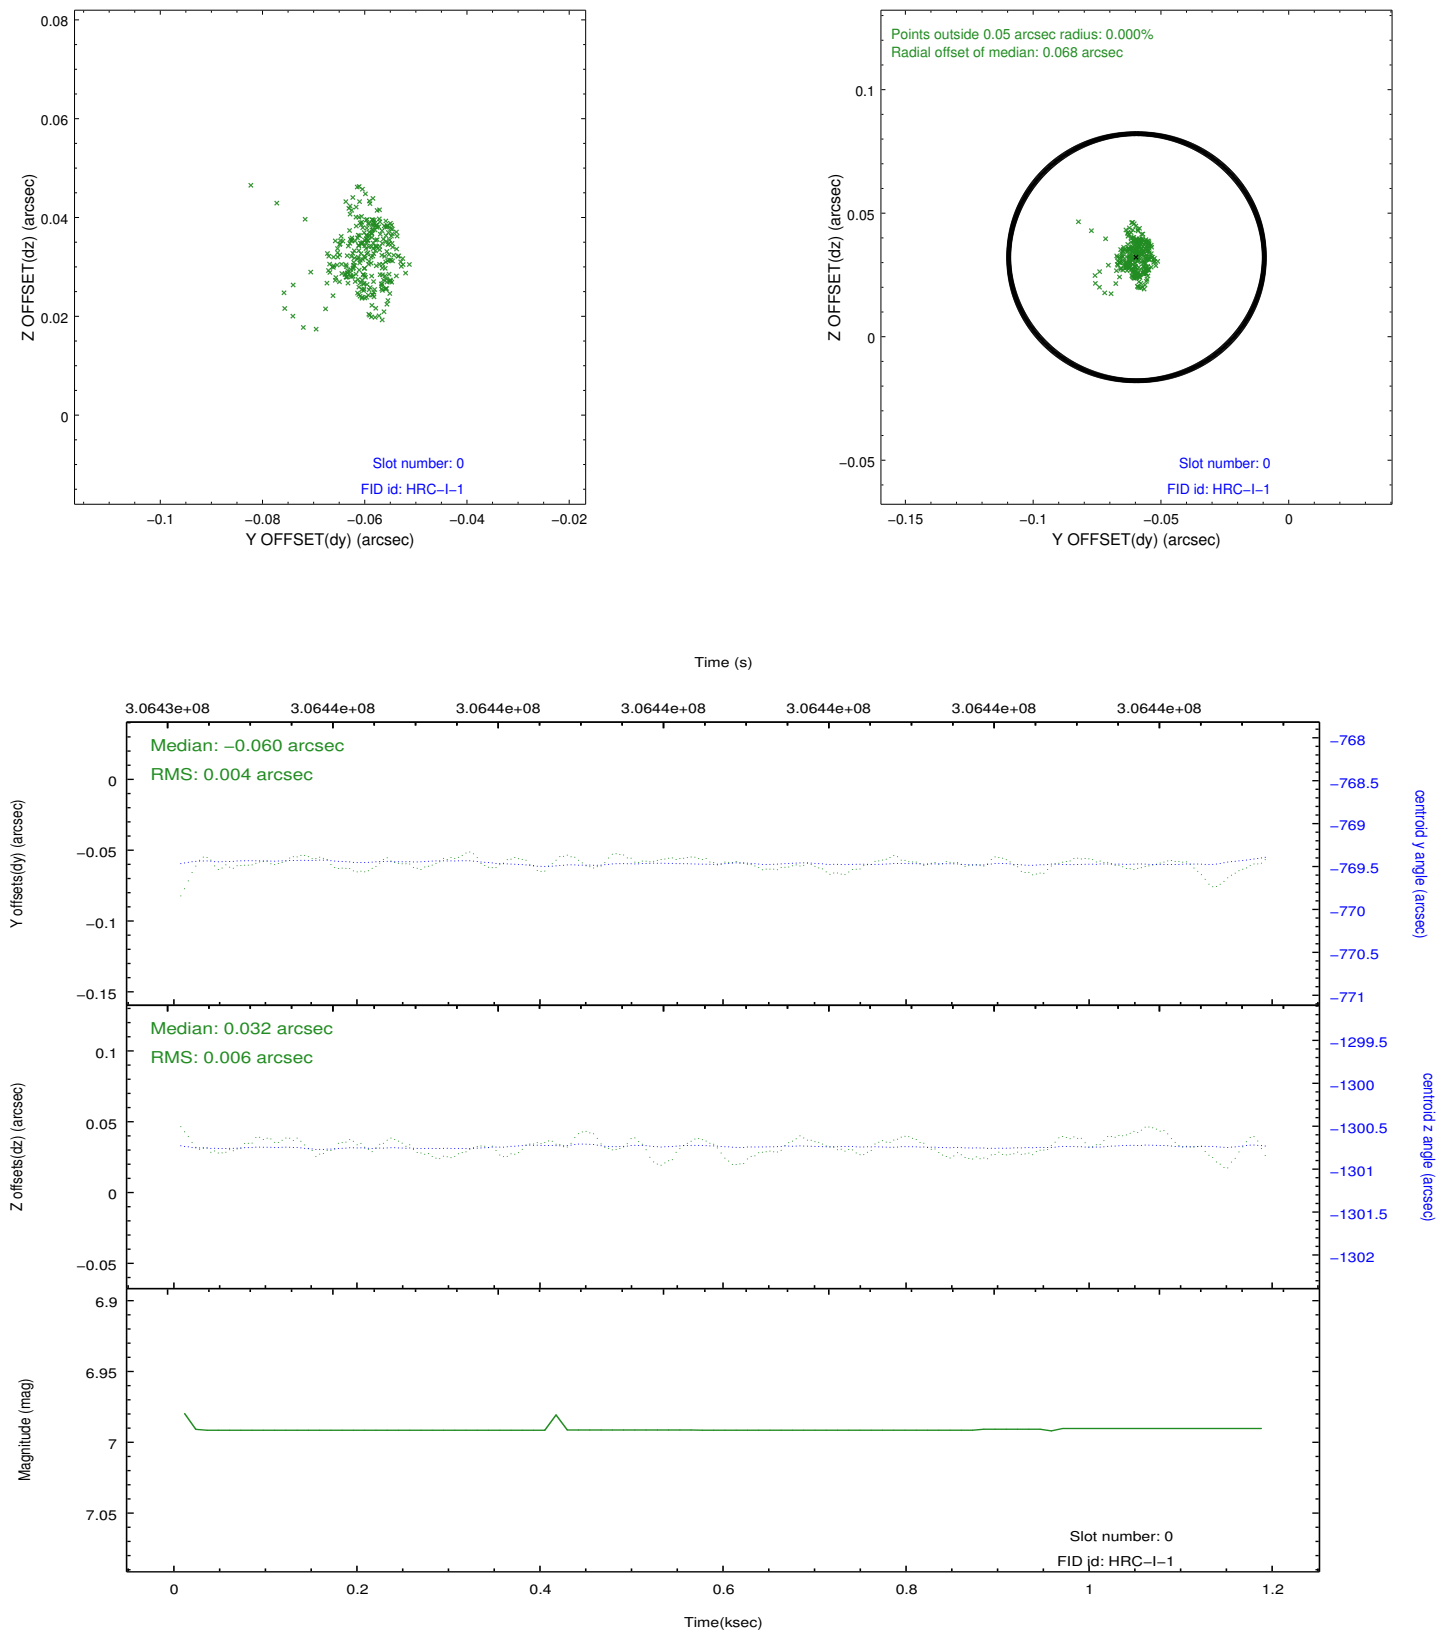 0.08
0.06
0.04
0.02
0
Z OFFSET(dz) (arcsec)
Slot number: 0
FID id: HRC−I−1
−0.1 −0.08 −0.06 −0.04 −0.02
Y OFFSET(dy) (arcsec)
Points outside 0.05 arcsec radius: 0.000%
Radial offset of median: 0.068 arcsec
0.1
0.05
0
−0.05
Z OFFSET(dz) (arcsec)
Slot number: 0
FID id: HRC−I−1
−0.15 −0.1 −0.05 0
Y OFFSET(dy) (arcsec)
Time (s)
3.0643e+08 3.0644e+08 3.0644e+08 3.0644e+08 3.0644e+08 3.0644e+08 3.0644e+08
Median: −0.060 arcsec
RMS: 0.004 arcsec
0
−0.05
−0.1
−0.15
Y offsets(dy) (arcsec)
−768
−768.5
−769
−769.5
−770
−770.5
−771
centroid y angle (arcsec)
Median: 0.032 arcsec
RMS: 0.006 arcsec
0.1
0.05
0
−0.05
Z offsets(dz) (arcsec)
−1299.5
−1300
−1300.5
−1301
−1301.5
−1302
centroid z angle (arcsec)
6.9
6.95
7
7.05
Magnitude (mag)
Slot number: 0
FID id: HRC−I−1
0 0.2 0.4 0.6 0.8 1 1.2
Time(ksec)